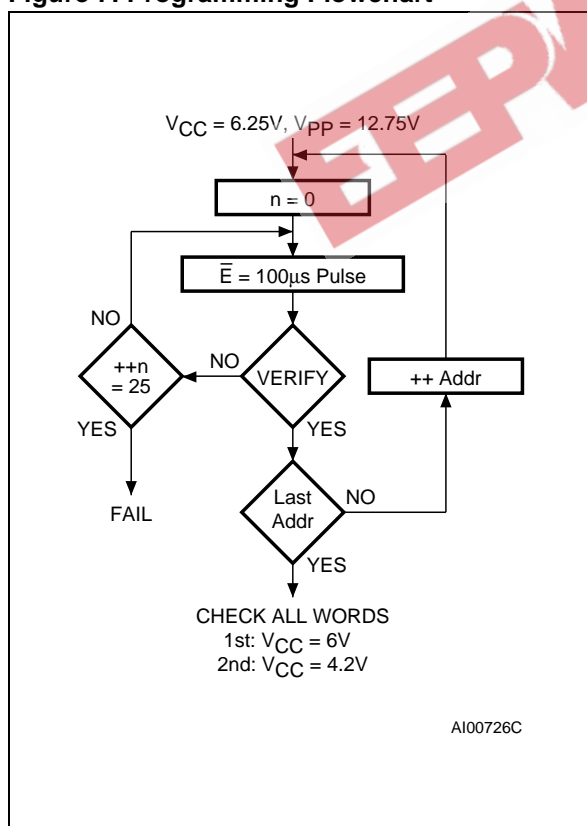 Figure 7. Programming Flowchart
VCC = 6.25V, VPP = 12.75V
n = 0
E̅ = 100µs Pulse
NO
++n
= 25
NO
VERIFY
++ Addr
YES
YES
Last
Addr
NO
FAIL
YES
CHECK ALL WORDS
1st: VCC = 6V
2nd: VCC = 4.2V
AI00726C